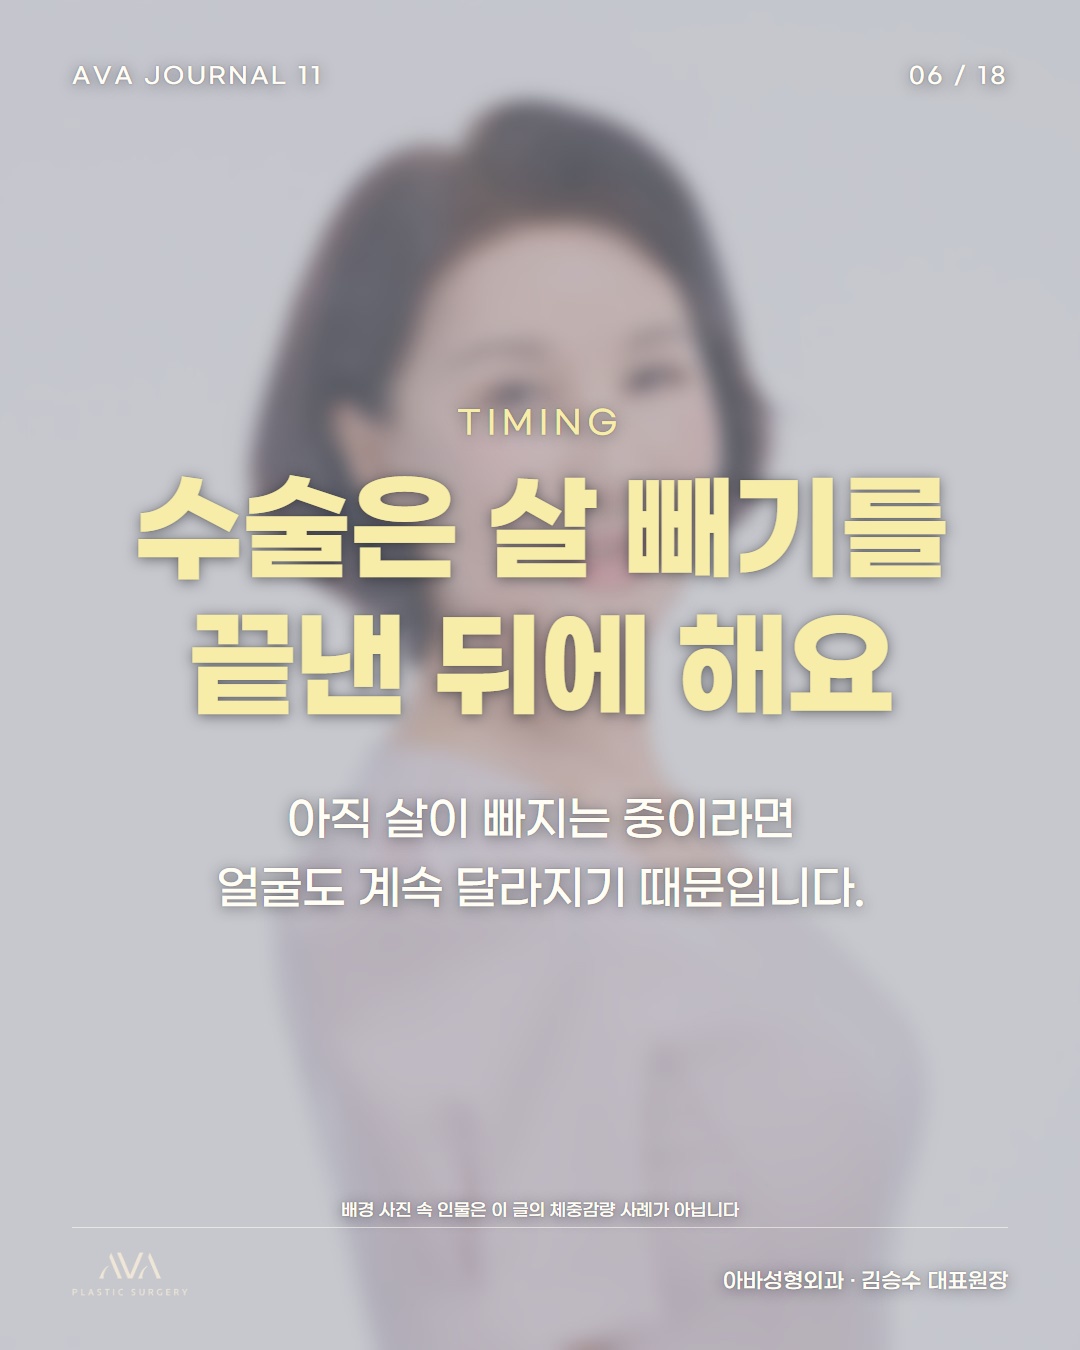 AVA JOURNAL 11
06 / 18
TIMING
수술은 살 빼기를
끝낸 뒤에 해요
아직 살이 빠지는 중이라면
얼굴도 계속 달라지기 때문입니다.
배경 사진 속 인물은 이 글의 체중감량 사례가 아닙니다
AVA
PLASTIC SURGERY
아바성형외과 · 김승수 대표원장